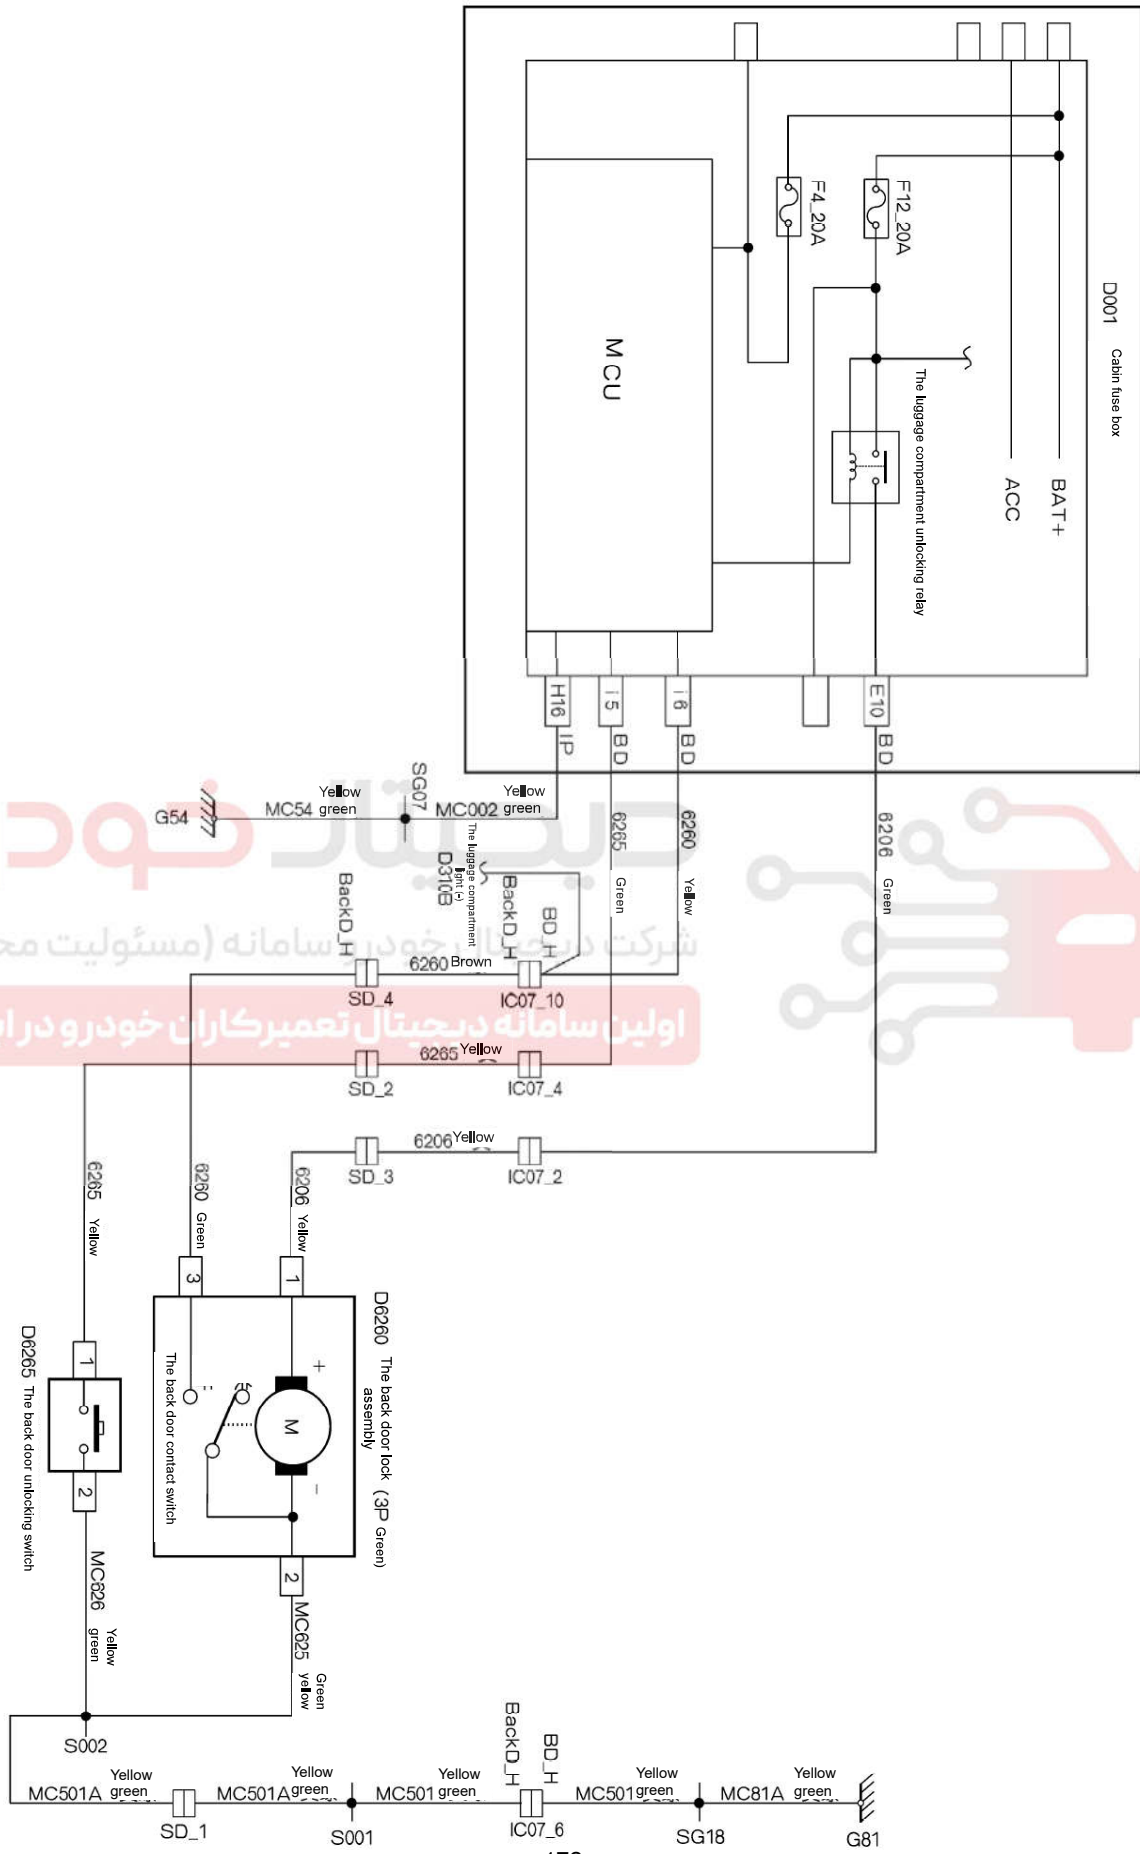 D001 Cabin fuse box
BAT+
ACC
F12_20A
F4_20A
The luggage compartment unlocking relay
MCU
H16
IP
i5
BD
i6
BD
E10
BD
G54
MC54
Yellow
green
SG07
MC002
Yellow
green
6265
Green
6260
Yellow
6206
Green
The luggage compartment
light (-)
D310B
BackD_H
BackD_H
BD_H
6260 Brown
SD_4
IC07_10
6265 Yellow
SD_2
IC07_4
6206 Yellow
SD_3
IC07_2
دیجیتال خودرو
شرکت دیجیتال خودرو سامانه (مسئولیت
اولین سامانه دیجیتال تعمیرکاران خودرو در
6265
Yellow
6260
Green
6206
Yellow
3
1
D6260 The back door lock (3P Green)
assembly
+
M
-
The back door contact switch
2
1
D6265 The back door unlocking switch
2
MC626
Yellow
green
MC625
Green
yellow
S002
MC501A
Yellow
green
SD_1
MC501A
Yellow
green
S001
MC501
Yellow
green
BackD_H
BD_H
IC07_6
MC501
Yellow
green
SG18
MC81A
Yellow
green
G81